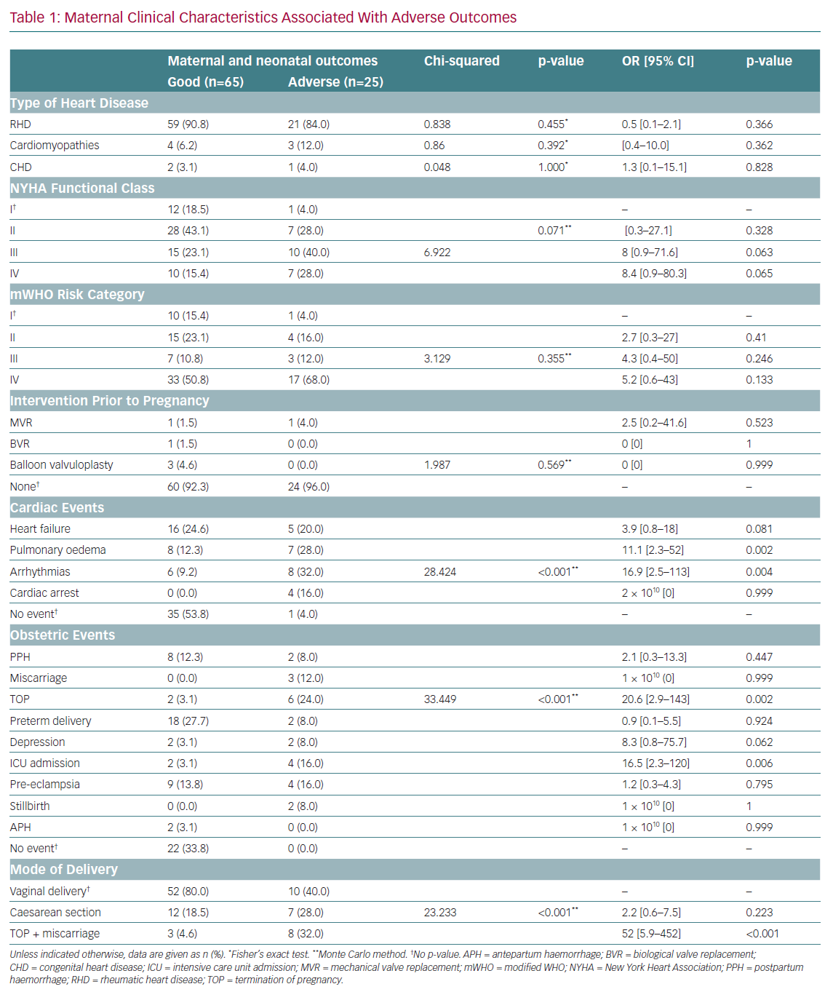 Table 1: Maternal Clinical Characteristics Associated With Adverse Outcomes
Maternal and neonatal outcomes Chi-squared p-value OR [95% CI] p-value
Good (n=65) Adverse (n=25)
Type of Heart Disease
RHD 59 (90.8) 21 (84.0) 0.838 0.455* 0.5 [0.1–2.1] 0.366
Cardiomyopathies 4 (6.2) 3 (12.0) 0.86 0.392* [0.4–10.0] 0.362
CHD 2 (3.1) 1 (4.0) 0.048 1.000* 1.3 [0.1–15.1] 0.828
NYHA Functional Class
I† 12 (18.5) 1 (4.0) – –
II 28 (43.1) 7 (28.0) 0.071** [0.3–27.1] 0.328
III 15 (23.1) 10 (40.0) 6.922 8 [0.9–71.6] 0.063
IV 10 (15.4) 7 (28.0) 8.4 [0.9–80.3] 0.065
mWHO Risk Category
I† 10 (15.4) 1 (4.0) – –
II 15 (23.1) 4 (16.0) 2.7 [0.3–27] 0.41
III 7 (10.8) 3 (12.0) 3.129 0.355** 4.3 [0.4–50] 0.246
IV 33 (50.8) 17 (68.0) 5.2 [0.6–43] 0.133
Intervention Prior to Pregnancy
MVR 1 (1.5) 1 (4.0) 2.5 [0.2–41.6] 0.523
BVR 1 (1.5) 0 (0.0) 0 [0] 1
Balloon valvuloplasty 3 (4.6) 0 (0.0) 1.987 0.569** 0 [0] 0.999
None† 60 (92.3) 24 (96.0) – –
Cardiac Events
Heart failure 16 (24.6) 5 (20.0) 3.9 [0.8–18] 0.081
Pulmonary oedema 8 (12.3) 7 (28.0) 11.1 [2.3–52] 0.002
Arrhythmias 6 (9.2) 8 (32.0) 28.424 <0.001** 16.9 [2.5–113] 0.004
Cardiac arrest 0 (0.0) 4 (16.0) 2 × 10¹⁰ [0] 0.999
No event† 35 (53.8) 1 (4.0) – –
Obstetric Events
PPH 8 (12.3) 2 (8.0) 2.1 [0.3–13.3] 0.447
Miscarriage 0 (0.0) 3 (12.0) 1 × 10¹⁰ (0] 0.999
TOP 2 (3.1) 6 (24.0) 33.449 <0.001** 20.6 [2.9–143] 0.002
Preterm delivery 18 (27.7) 2 (8.0) 0.9 [0.1–5.5] 0.924
Depression 2 (3.1) 2 (8.0) 8.3 [0.8–75.7] 0.062
ICU admission 2 (3.1) 4 (16.0) 16.5 [2.3–120] 0.006
Pre-eclampsia 9 (13.8) 4 (16.0) 1.2 [0.3–4.3] 0.795
Stillbirth 0 (0.0) 2 (8.0) 1 × 10¹⁰ [0] 1
APH 2 (3.1) 0 (0.0) 1 × 10¹⁰ [0] 0.999
No event† 22 (33.8) 0 (0.0) – –
Mode of Delivery
Vaginal delivery† 52 (80.0) 10 (40.0) – –
Caesarean section 12 (18.5) 7 (28.0) 23.233 <0.001** 2.2 [0.6–7.5] 0.223
TOP + miscarriage 3 (4.6) 8 (32.0) 52 [5.9–452] <0.001
Unless indicated otherwise, data are given as n (%). *Fisher's exact test. **Monte Carlo method. †No p-value. APH = antepartum haemorrhage; BVR = biological valve replacement;
CHD = congenital heart disease; ICU = intensive care unit admission; MVR = mechanical valve replacement; mWHO = modified WHO; NYHA = New York Heart Association; PPH = postpartum
haemorrhage; RHD = rheumatic heart disease; TOP = termination of pregnancy.